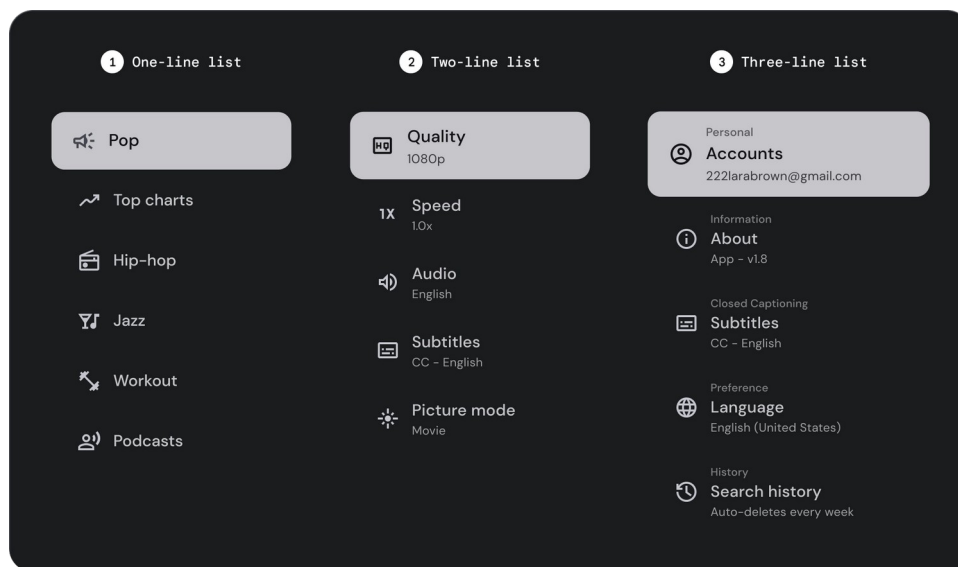 1 One-line list
Pop
Top charts
Hip-hop
Jazz
Workout
Podcasts
2 Two-line list
HQ
Quality
1080p
1X
Speed
1.0x
Audio
English
Subtitles
CC - English
Picture mode
Movie
3 Three-line list
Personal
Accounts
222larabrown@gmail.com
Information
About
App - v1.8
Closed Captioning
Subtitles
CC - English
Preference
Language
English (United States)
History
Search history
Auto-deletes every week